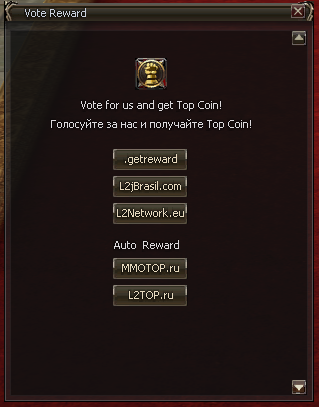 Vote Reward
Vote for us and get Top Coin!
Голосуйте за нас и получайте Top Coin!
.getreward
L2jBrasil.com
L2Network.eu
Auto Reward
MMOTOP.ru
L2TOP.ru